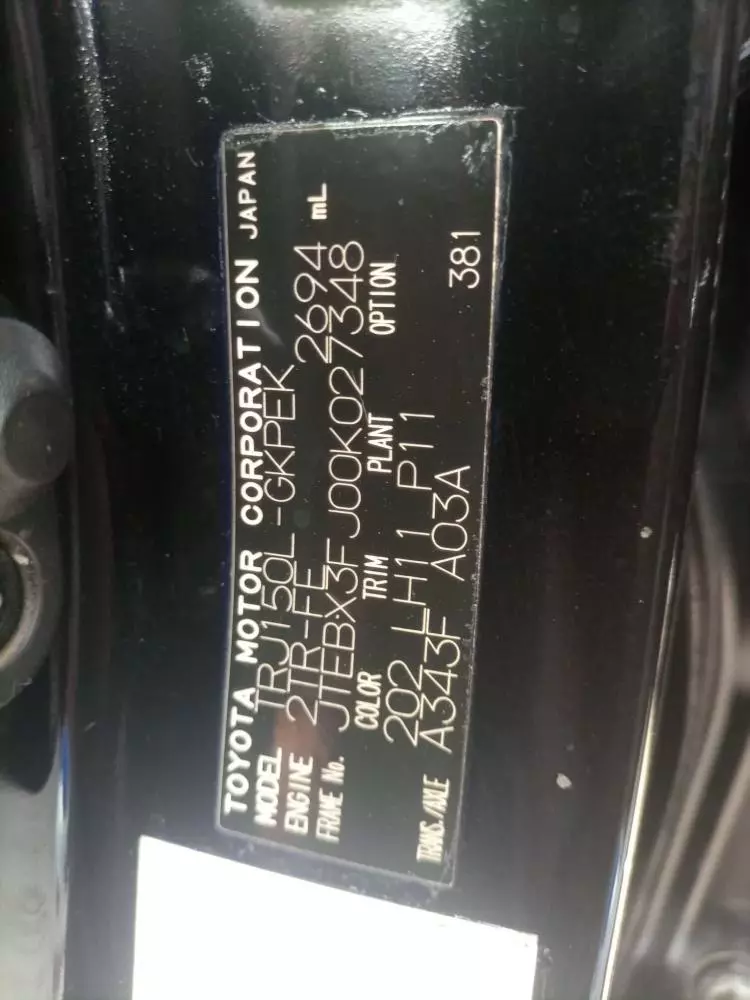 TOYOTA MOTOR CORPORATION JAPAN
MODEL TRJ150L-GKPEK
ENGINE 2TR-FE 2694 mL
FRAME No. JTEBX3FJ00K027348
COLOR TRIM PLANT OPTION
202 LH11 P11
TRANS./AXLE A343F A03A 381